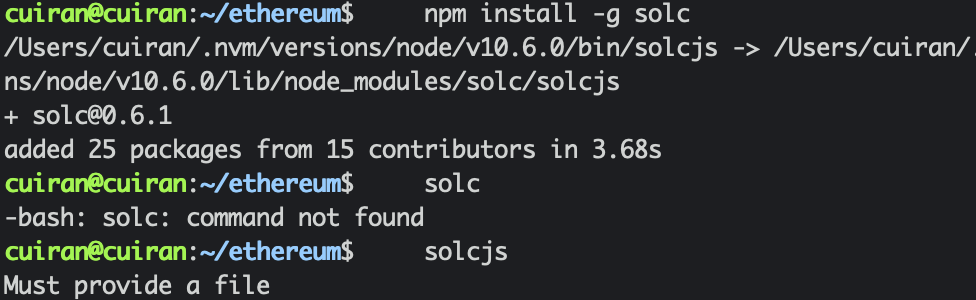 cuiran@cuiran:~/ethereum$ npm install -g solc
/Users/cuiran/.nvm/versions/node/v10.6.0/bin/solcjs -> /Users/cuiran/.
ns/node/v10.6.0/lib/node_modules/solc/solcjs
+ solc@0.6.1
added 25 packages from 15 contributors in 3.68s
cuiran@cuiran:~/ethereum$ solc
-bash: solc: command not found
cuiran@cuiran:~/ethereum$ solcjs
Must provide a file